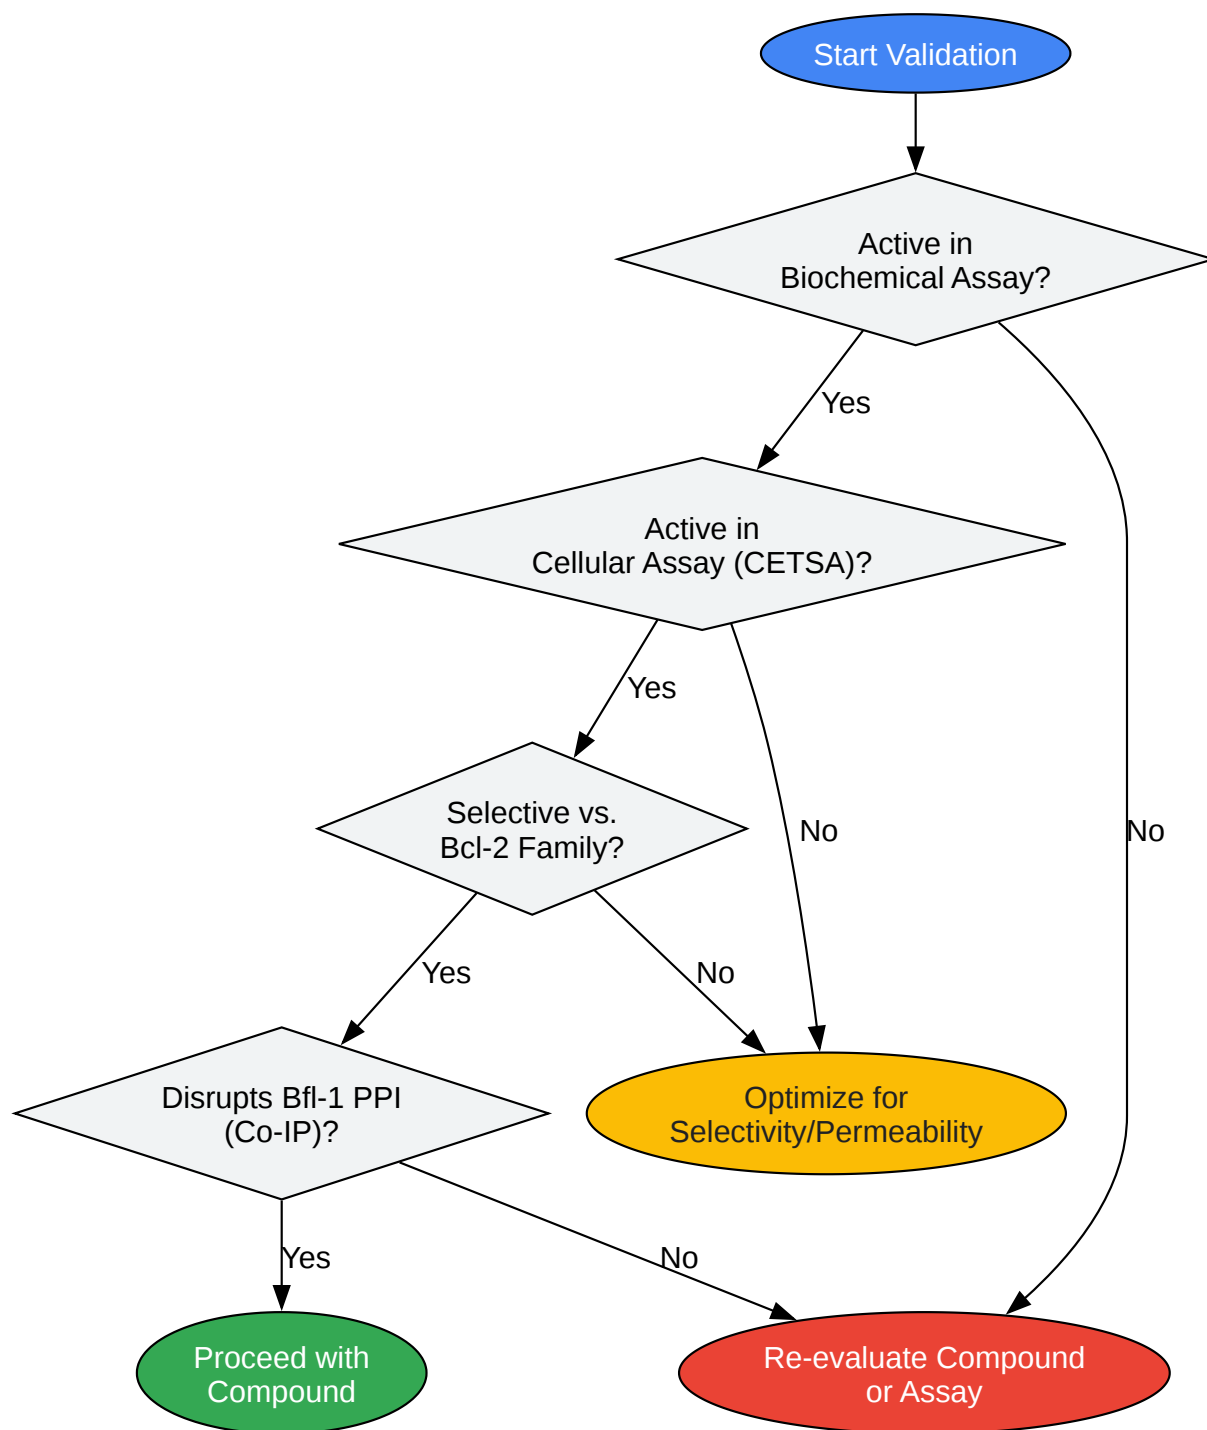 Start Validation
Active in
Biochemical Assay?
Yes
Active in
Cellular Assay (CETSA)?
Yes
Selective vs.
Bcl-2 Family?
No
No
Yes
No
Disrupts Bfl-1 PPI
(Co-IP)?
Optimize for
Selectivity/Permeability
Yes
No
Proceed with
Compound
Re-evaluate Compound
or Assay